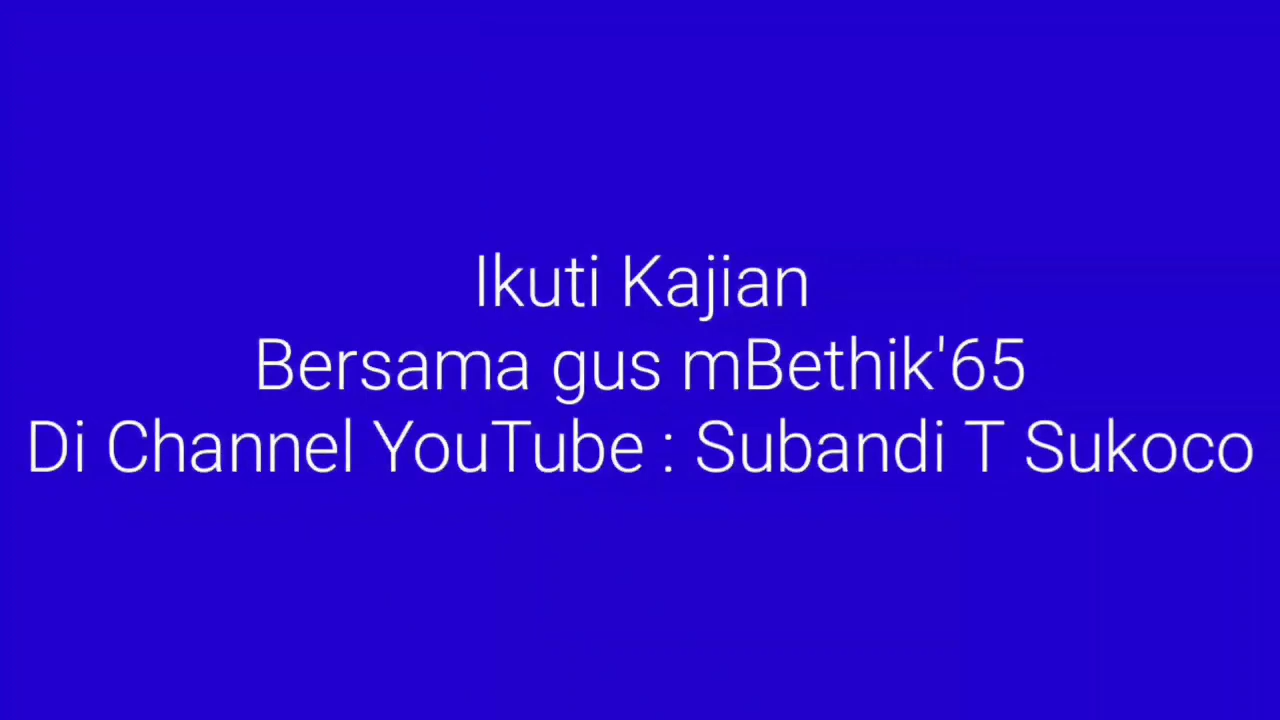 Ikuti Kajian
Bersama gus mBethik'65
Di Channel YouTube : Subandi T Sukoco